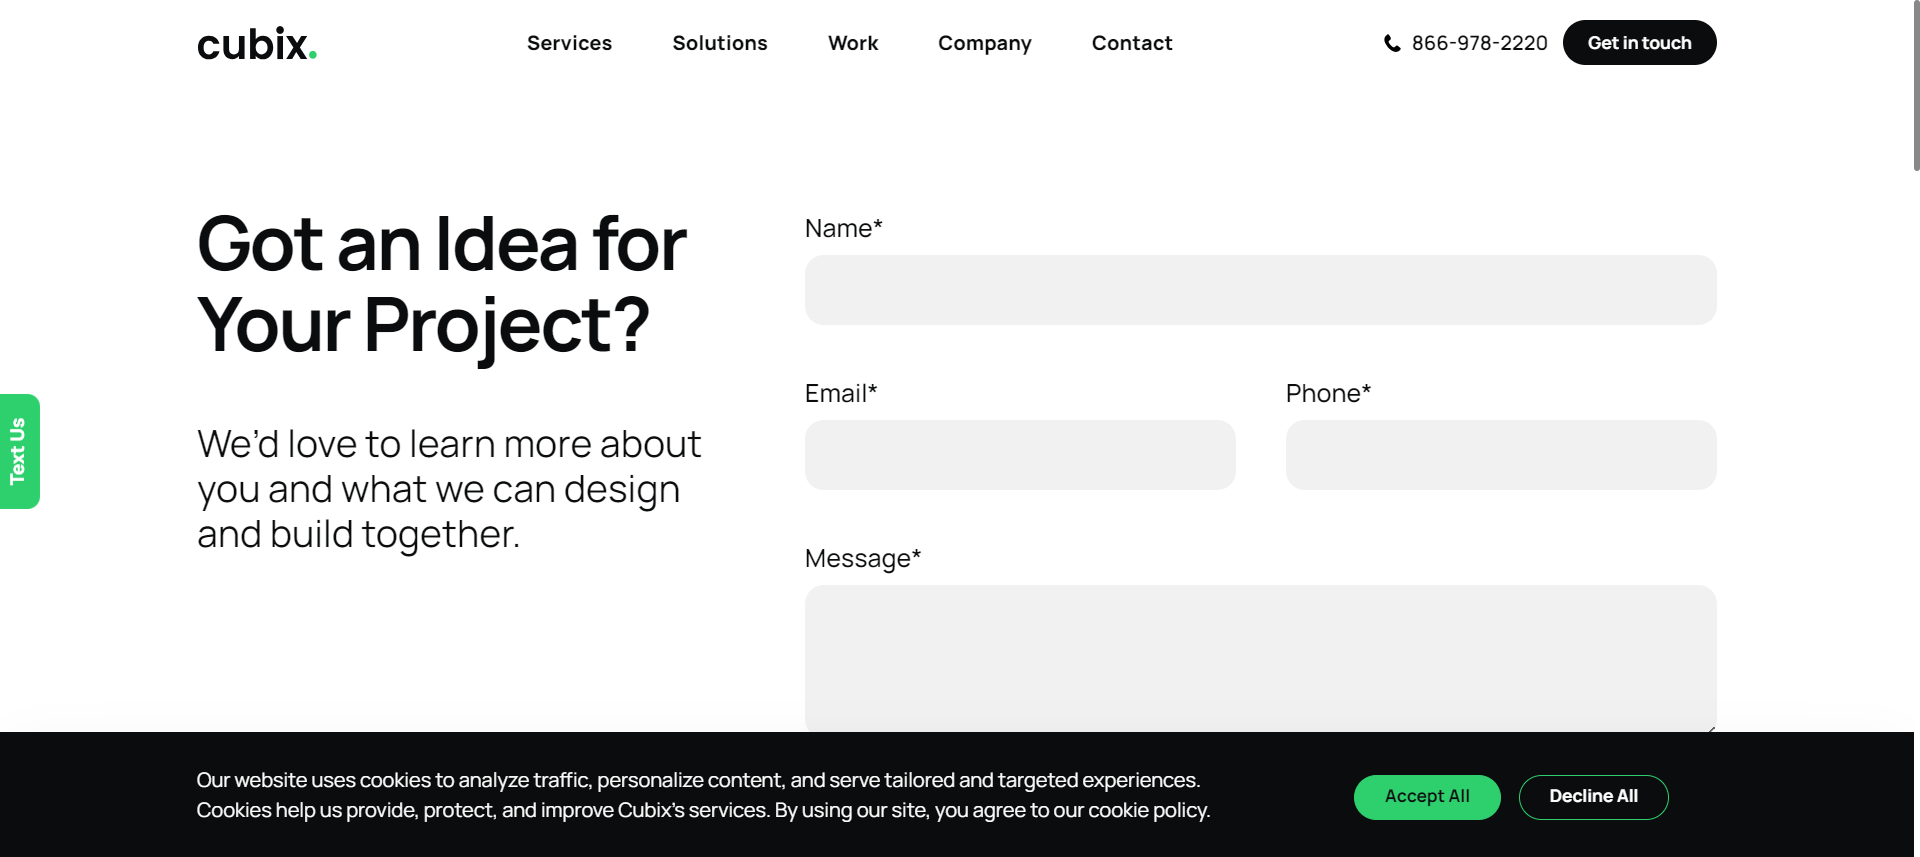 cubix.
Services Solutions Work Company Contact 866-978-2220 Get in touch
Got an Idea for
Your Project?
We’d love to learn more about
you and what we can design
and build together.
Name*
Email* Phone*
Message*
Text Us
Our website uses cookies to analyze traffic, personalize content, and serve tailored and targeted experiences.
Cookies help us provide, protect, and improve Cubix’s services. By using our site, you agree to our cookie policy.
Accept All Decline All